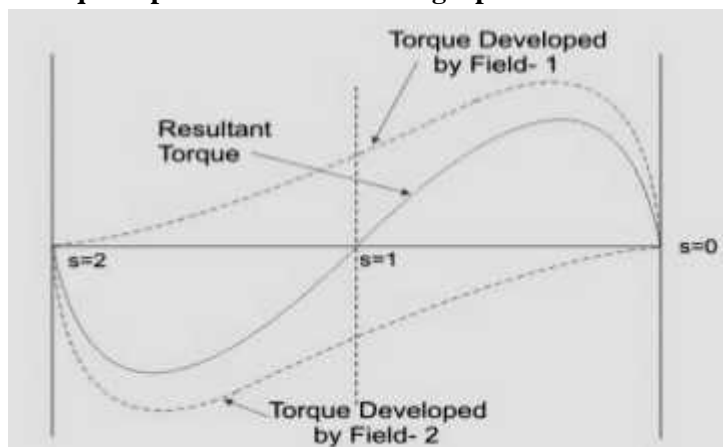 Torque Developed
by Field- 1
Resultant
Torque
s=2
s=1
s=0
Torque Developed
by Field- 2